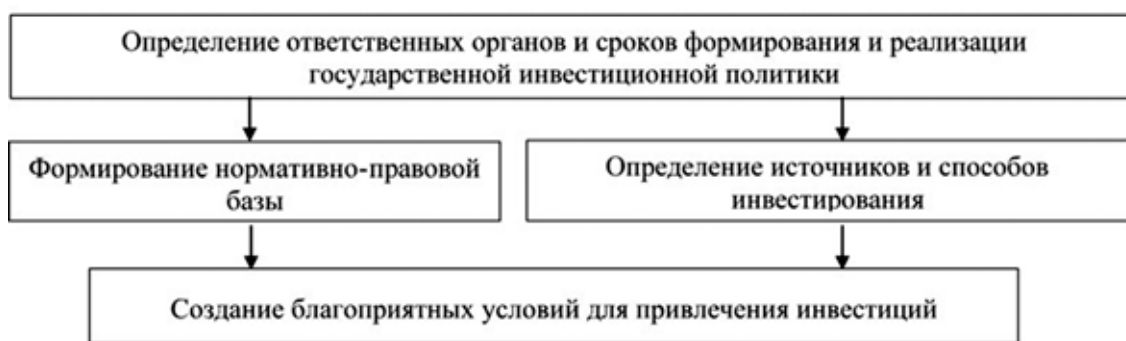 Определение ответственных органов и сроков формирования и реализации
государственной инвестиционной политики
Формирование нормативно-правовой
базы
Определение источников и способов
инвестирования
Создание благоприятных условий для привлечения инвестиций